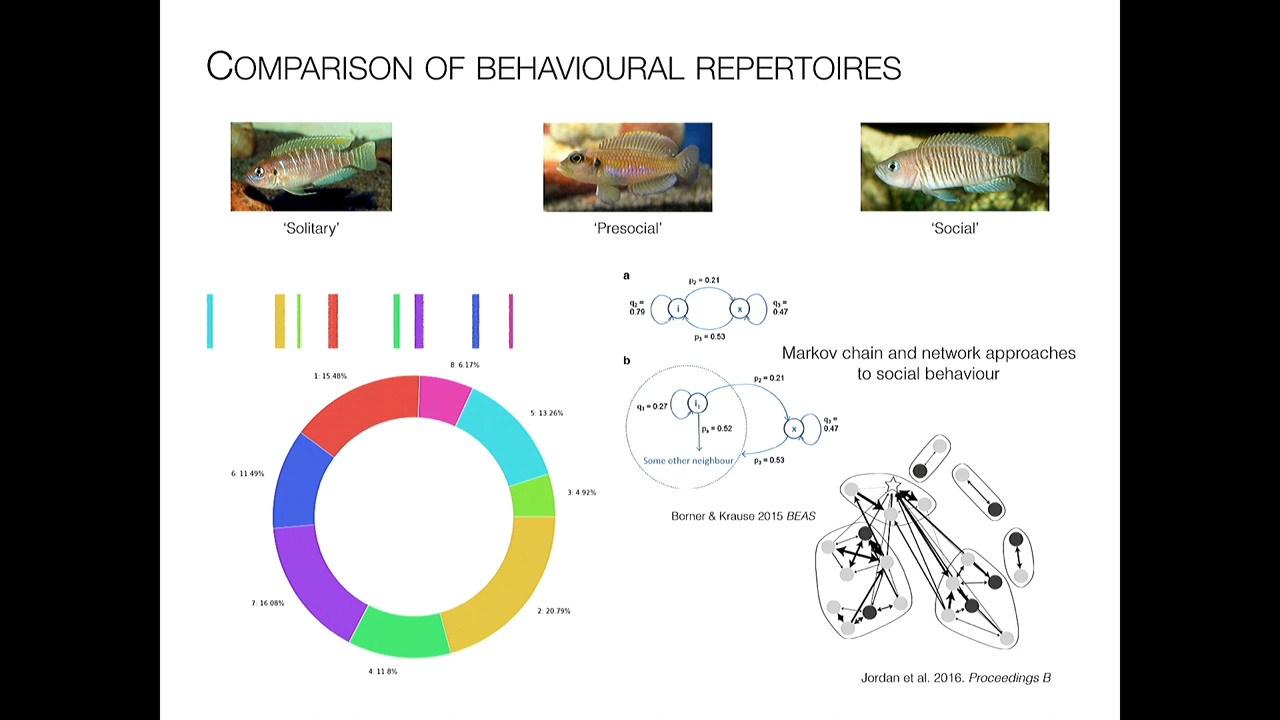 COMPARISON OF BEHAVIOURAL REPERTOIRES
'Solitary'
'Presocial'
'Social'
8: 6.17%
1: 15.48%
5: 13.26%
6: 11.49%
3: 4.92%
7: 16.08%
2: 20.79%
4: 11.8%
a
p₂ = 0.21
q₂ = 0.79
i
x
q₃ = 0.47
p₃ = 0.53
b
p₂ = 0.21
q₁ = 0.27
i₁
x
q₃ = 0.47
= 0.52
Some other neighbour
p₃ = 0.53
Borner & Krause 2015 BEAS
Markov chain and network approaches
to social behaviour
Jordan et al. 2016. Proceedings B